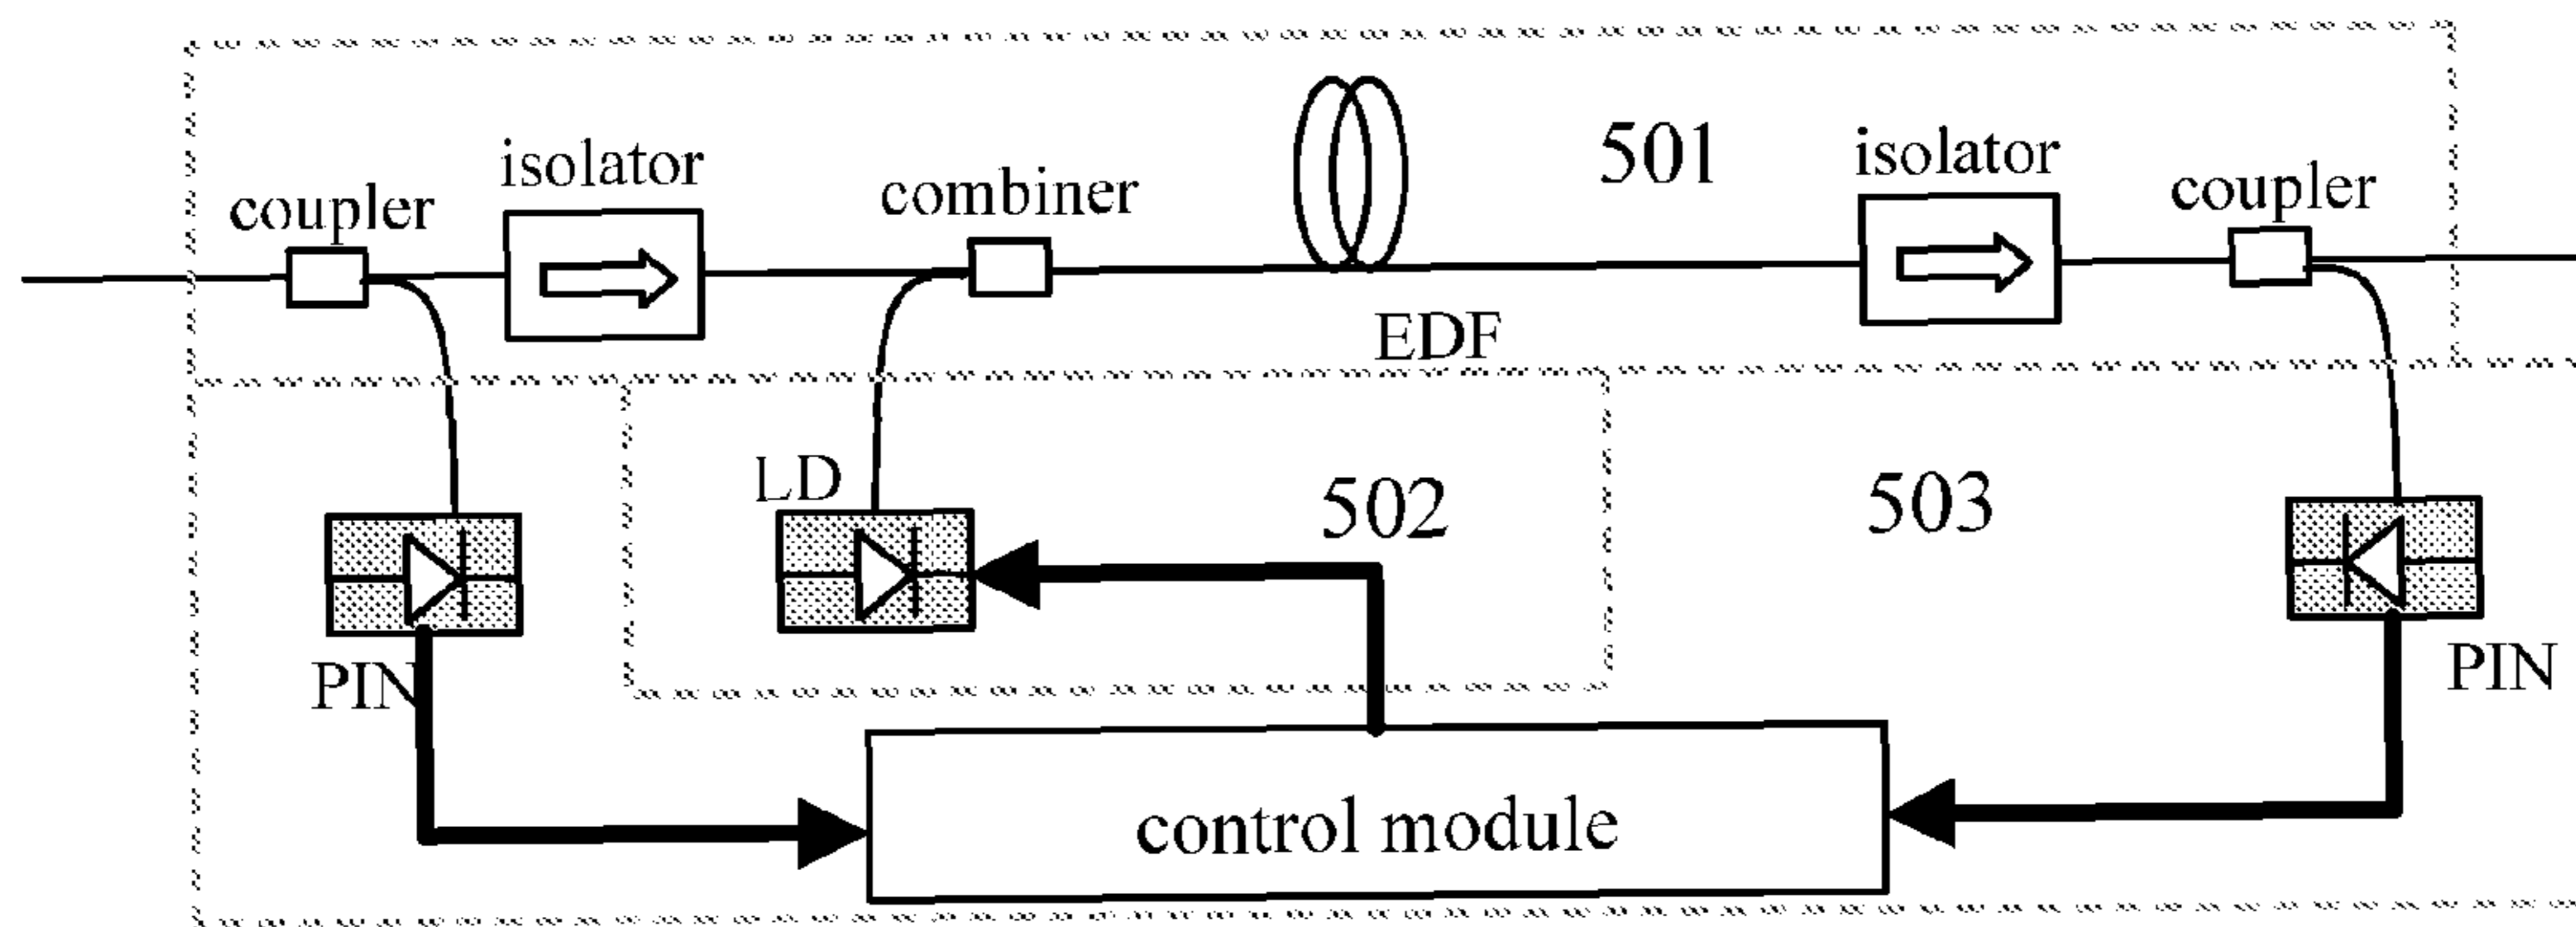 isolator
501
isolator
coupler
combiner
coupler
EDF
LD
502
503
PIN
PIN
control module